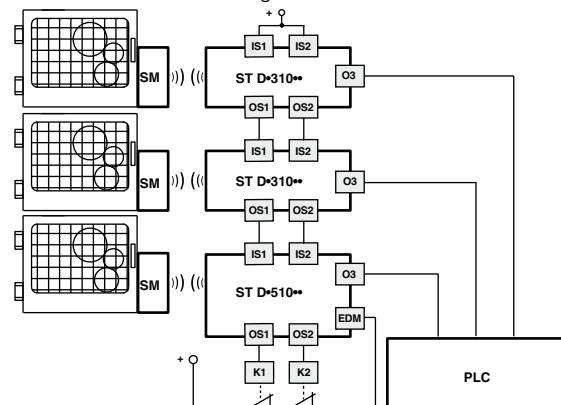 +
IS1 IS2
SM
))) (((
ST D•310••
O3
OS1 OS2
IS1 IS2
SM
))) (((
ST D•310••
O3
OS1 OS2
IS1 IS2
SM
))) (((
ST D•510••
O3
EDM
OS1 OS2
+
K1 K2
PLC